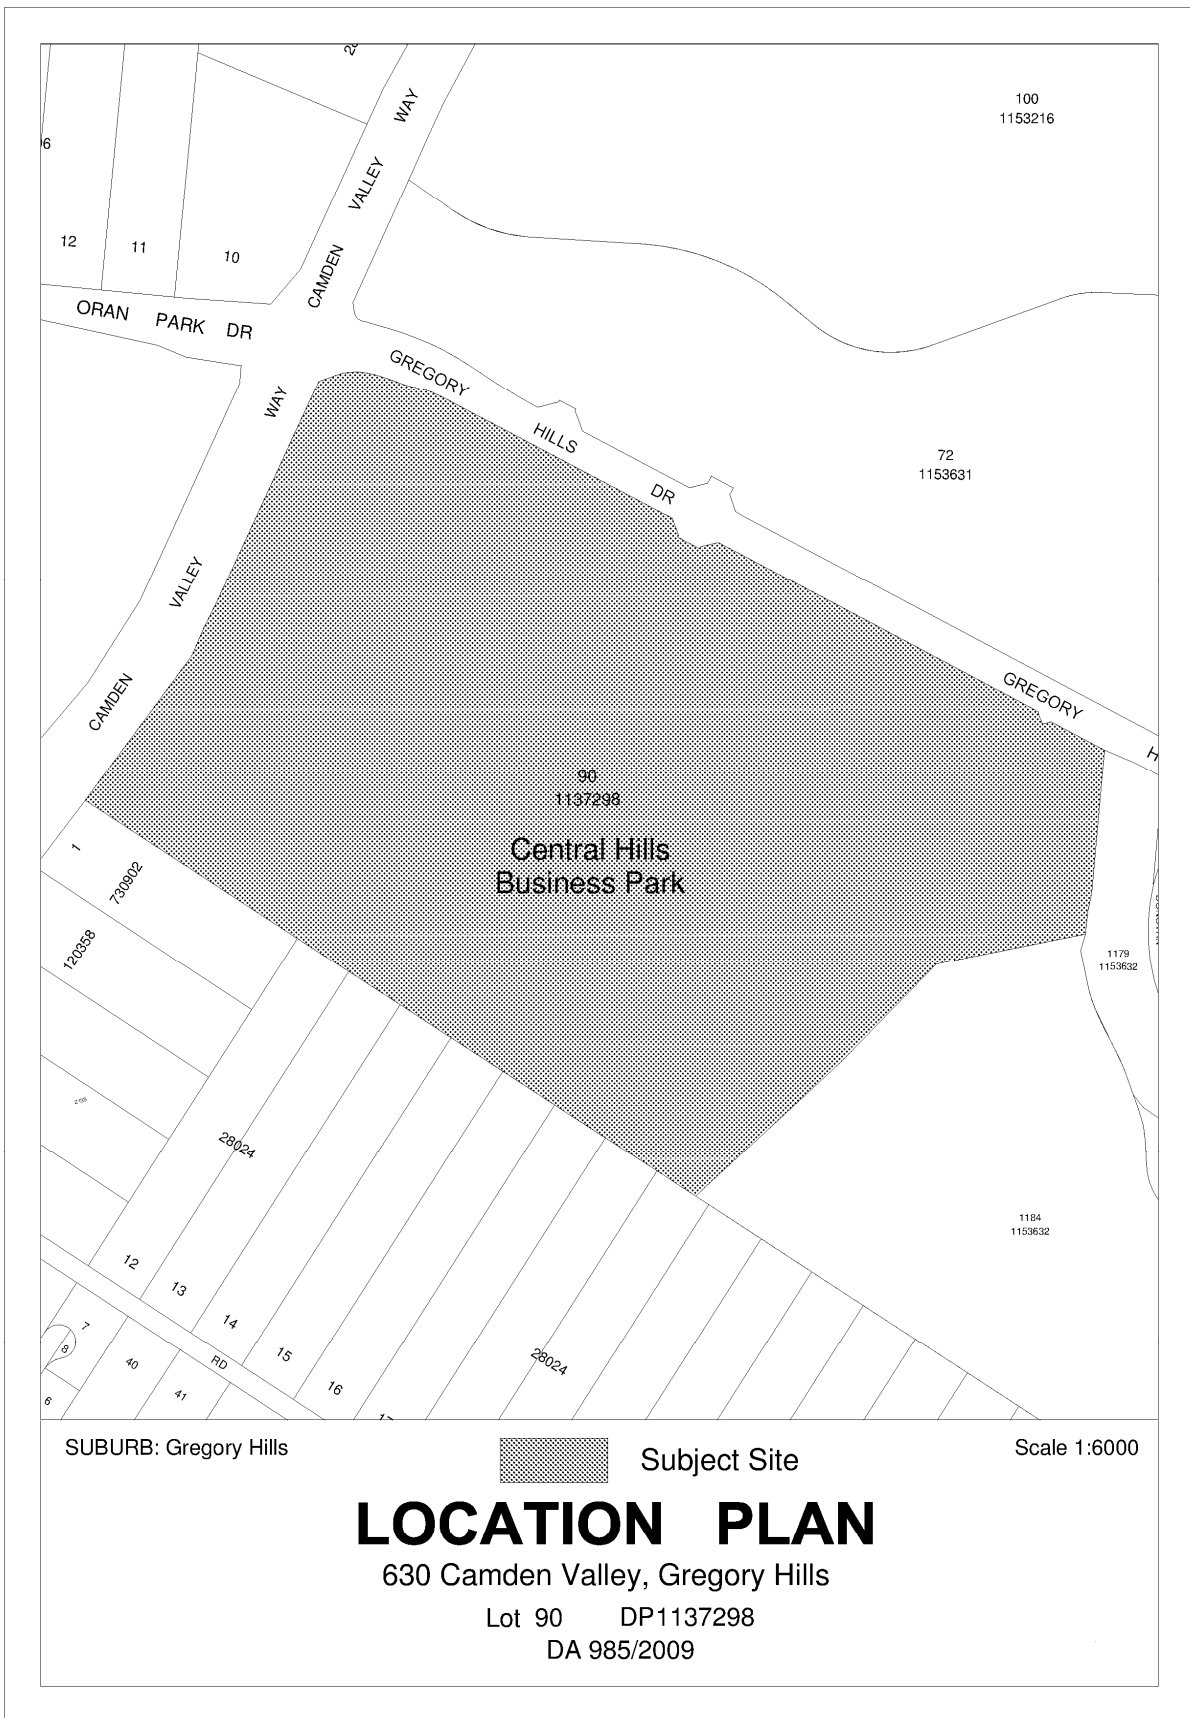 100
1153216
CAMDEN VALLEY WAY
12
11
10
ORAN PARK DR
GREGORY HILLS DR
72
1153631
CAMDEN VALLEY WAY
GREGORY
90
1137298
Central Hills
Business Park
1
730902
120358
1179
1153632
28024
1184
1153632
12
13
14
15
16
28024
7
8
6
40
41
RD
SUBURB: Gregory Hills
Subject Site
Scale 1:6000
LOCATION PLAN
630 Camden Valley, Gregory Hills
Lot 90 DP1137298
DA 985/2009